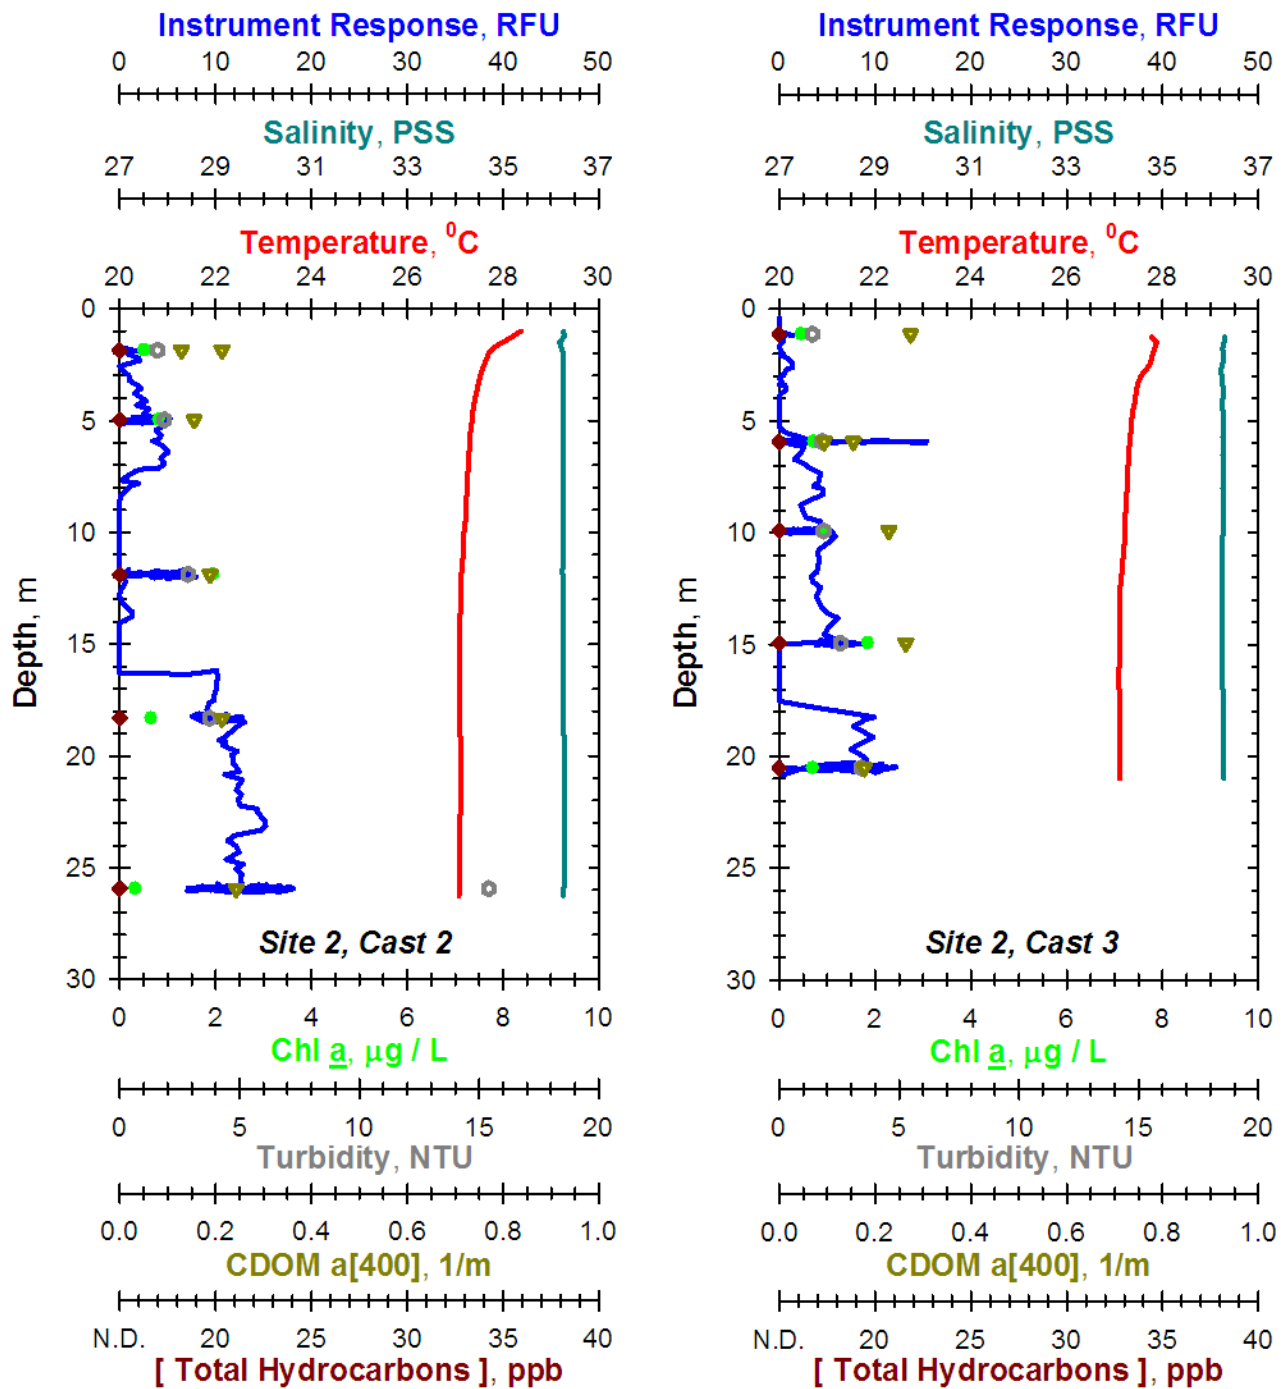 Instrument Response, RFU
0 10 20 30 40 50
Salinity, PSS
27 29 31 33 35 37
Temperature, ⁰C
20 22 24 26 28 30
0
5
10
15
20
25
30
Depth, m
Site 2, Cast 2
0 2 4 6 8 10
Chl a, μg / L
0 5 10 15 20
Turbidity, NTU
0.0 0.2 0.4 0.6 0.8 1.0
CDOM a[400], 1/m
N.D. 20 25 30 35 40
[ Total Hydrocarbons ], ppb
Instrument Response, RFU
0 10 20 30 40 50
Salinity, PSS
27 29 31 33 35 37
Temperature, ⁰C
20 22 24 26 28 30
0
5
10
15
20
25
30
Depth, m
Site 2, Cast 3
0 2 4 6 8 10
Chl a, μg / L
0 5 10 15 20
Turbidity, NTU
0.0 0.2 0.4 0.6 0.8 1.0
CDOM a[400], 1/m
N.D. 20 25 30 35 40
[ Total Hydrocarbons ], ppb